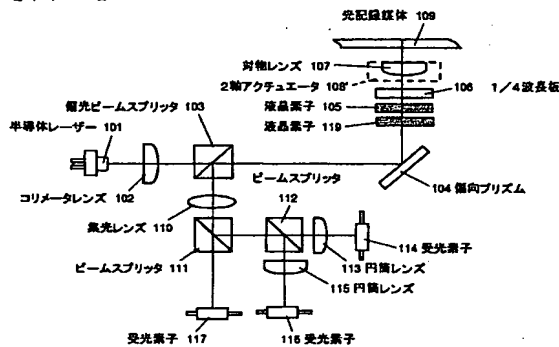 光記録媒体 109
対物レンズ 107
2軸アクチュエータ 108'
106 1/4波長板
液晶素子 105
液晶素子 119
偏光ビームスプリッタ 103
半導体レーザー 101
コリメータレンズ 102
ビームスプリッタ
112
104 偏向プリズム
集光レンズ 110
ビームスプリッタ 111
114 受光素子
113 円筒レンズ
115 円筒レンズ
受光素子 117
116 受光素子